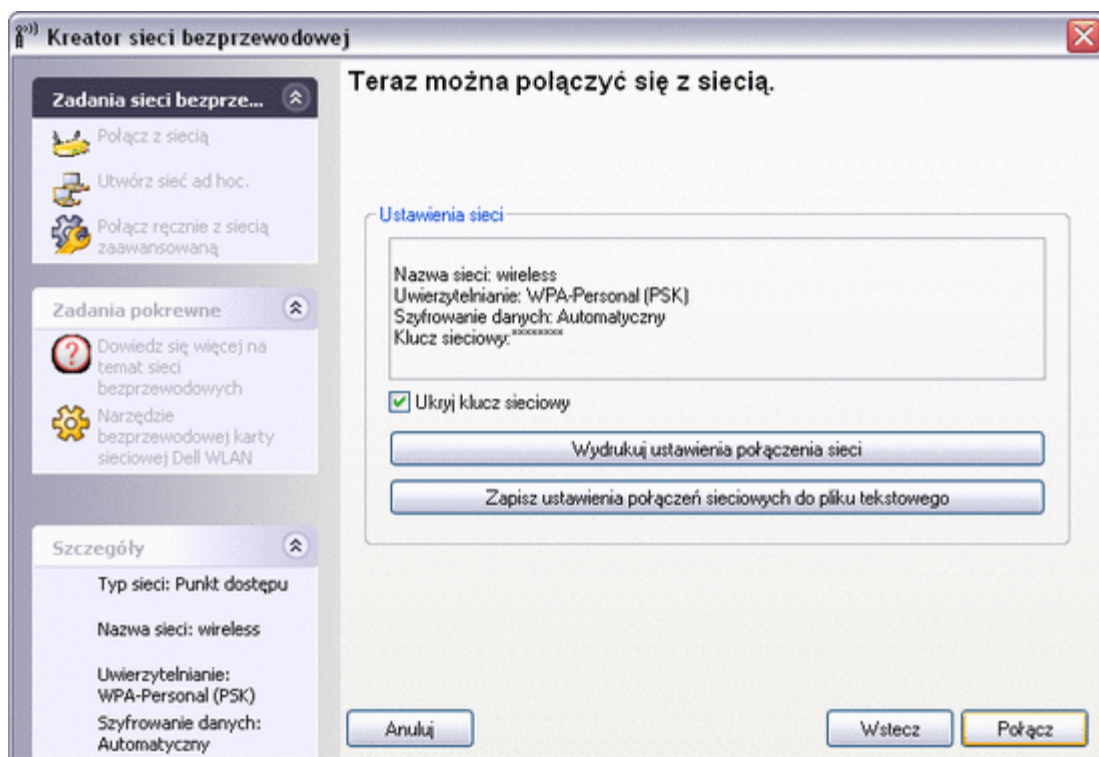 Kreator sieci bezprzewodowej
Zadania sieci bezprze...
Połącz z siecią
Utwórz sieć ad hoc.
Połącz ręcznie z siecią
zaawansowaną
Zadania pokrewne
Dowiedz się więcej na
temat sieci
bezprzewodowych
Narzędzie
bezprzewodowej karty
sieciowej Dell WLAN
Szczegóły
Typ sieci: Punkt dostępu
Nazwa sieci: wireless
Uwierzytelnianie:
WPA-Personal (PSK)
Szyfrowanie danych:
Automatyczny
Teraz można połączyć się z siecią.
Ustawienia sieci
Nazwa sieci: wireless
Uwierzytelnianie: WPA-Personal (PSK)
Szyfrowanie danych: Automatyczny
Klucz sieciowy:********
Ukryj klucz sieciowy
Wydrukuj ustawienia połączenia sieci
Zapisz ustawienia połączeń sieciowych do pliku tekstowego
Anuluj
Wstecz
Połącz